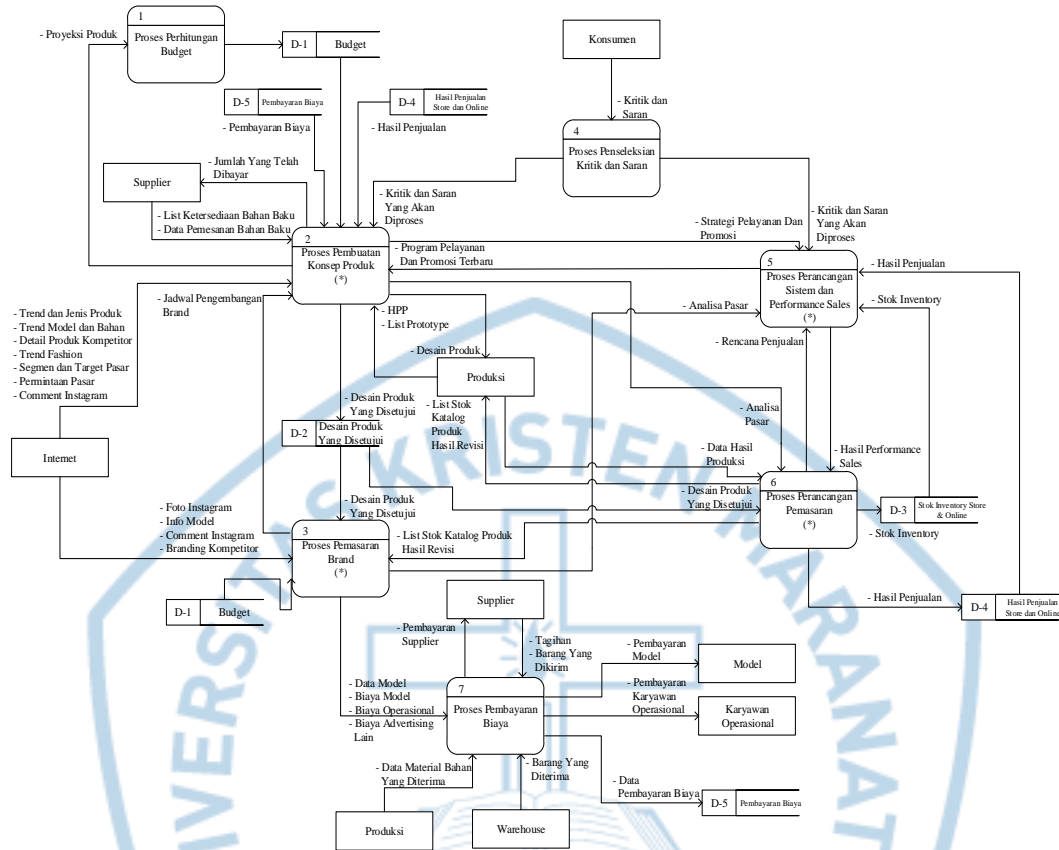 1
Proses Perhitungan
Budget
- Proyeksi Produk
D-1
Budget
Konsumen
D-5
Pembayaran Biaya
- Pembayaran Biaya
D-4
Hasil Penjualan
Store dan Online
- Hasil Penjualan
- Kritik dan
Saran
4
Proses Penseleksian
Kritik dan Saran
- Jumlah Yang Telah
Dibayar
Supplier
- List Ketersediaan Bahan Baku
- Data Pemesanan Bahan Baku
- Kritik dan Saran
Yang Akan
Diproses
- Strategi Pelayanan Dan
Promosi
- Kritik dan Saran
Yang Akan
Diproses
2
Proses Pembuatan
Konsep Produk
(*)
- Program Pelayanan
Dan Promosi Terbaru
5
Proses Perancangan
Sistem dan
Performance Sales
(*)
- Hasil Penjualan
- Stok Inventory
- Jadwal Pengembangan
Brand
- Trend dan Jenis Produk
- Trend Model dan Bahan
- Detail Produk Kompetitor
- Trend Fashion
- Segmen dan Target Pasar
- Permintaan Pasar
- Comment Instagram
- HPP
- List Prototype
- Analisa Pasar
- Rencana Penjualan
- Desain Produk
Produksi
- Desain Produk
Yang Disetujui
- List Stok
Katalog
Produk
Hasil Revisi
- Analisa
Pasar
D-2
Desain Produk
Yang Disetujui
Internet
- Data Hasil
Produksi
- Hasil Performance
Sales
6
Proses Perancangan
Pemasaran
(*)
- Desain Produk
Yang Disetujui
- Desain Produk
Yang Disetujui
D-3
Stok Inventory Store
& Online
- Stok Inventory
- Foto Instagram
- Info Model
- Comment Instagram
- Branding Kompetitor
3
Proses Pemasaran
Brand
(*)
- List Stok Katalog Produk
Hasil Revisi
D-1
Budget
Supplier
- Hasil Penjualan
D-4
Hasil Penjualan
Store dan Online
- Pembayaran
Supplier
- Tagihan
- Barang Yang
Dikirim
- Pembayaran
Model
Model
- Data Model
- Biaya Model
- Biaya Operasional
- Biaya Advertising
Lain
7
Proses Pembayaran
Biaya
- Pembayaran
Karyawan
Operasional
Karyawan
Operasional
- Data Material Bahan
Yang Diterima
- Barang Yang
Diterima
- Data
Pembayaran Biaya
D-5
Pembayaran Biaya
Produksi
Warehouse
UNIVERSITAS KRISTEN MARANAT